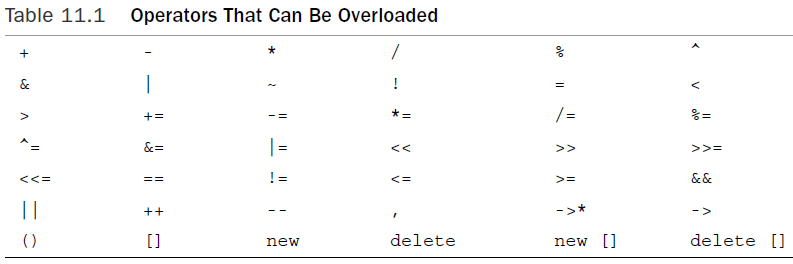 Table 11.1 Operators That Can Be Overloaded
+ - * / % ^
& | ~ ! = <
> += -= *= /= %=
^= &= |= << >> >>=
<<= == != <= >= &&
|| ++ -- , ->* ->
() [] new delete new [] delete []